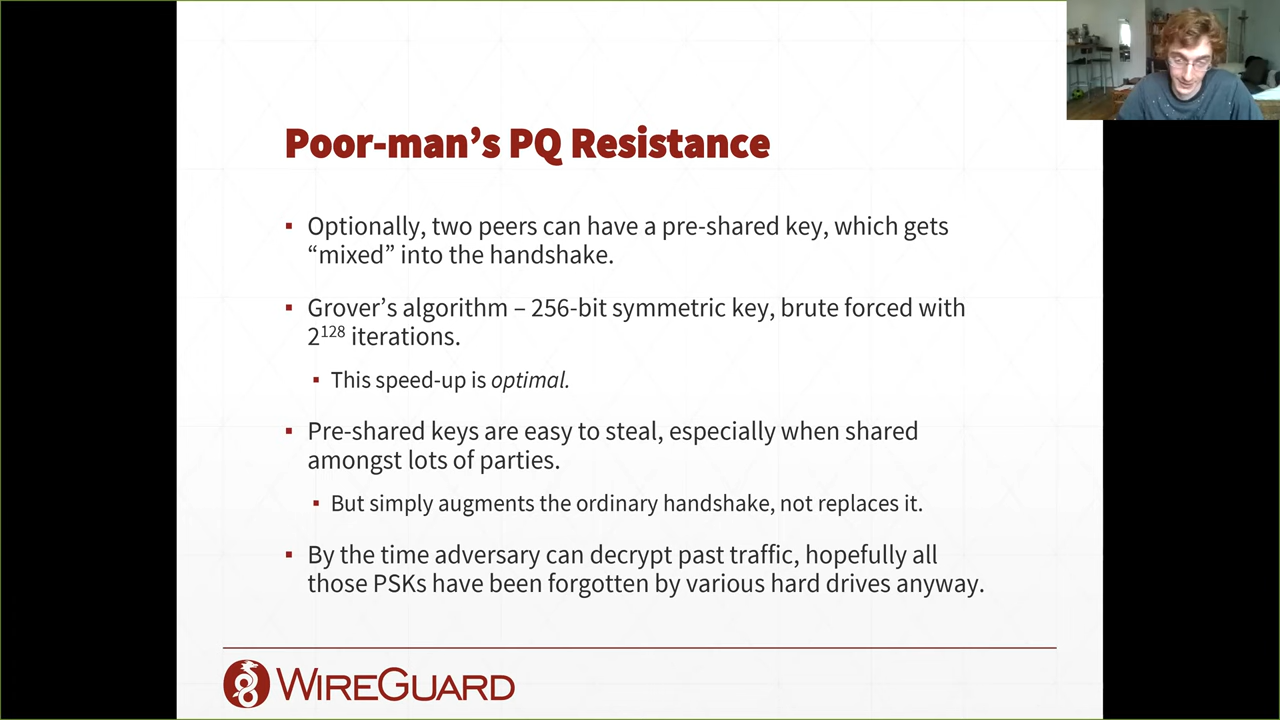 Poor-man’s PQ Resistance
▪ Optionally, two peers can have a pre-shared key, which gets
“mixed” into the handshake.
▪ Grover’s algorithm – 256-bit symmetric key, brute forced with
2¹²⁸ iterations.
▪ This speed-up is optimal.
▪ Pre-shared keys are easy to steal, especially when shared
amongst lots of parties.
▪ But simply augments the ordinary handshake, not replaces it.
▪ By the time adversary can decrypt past traffic, hopefully all
those PSKs have been forgotten by various hard drives anyway.
WIREGUARD